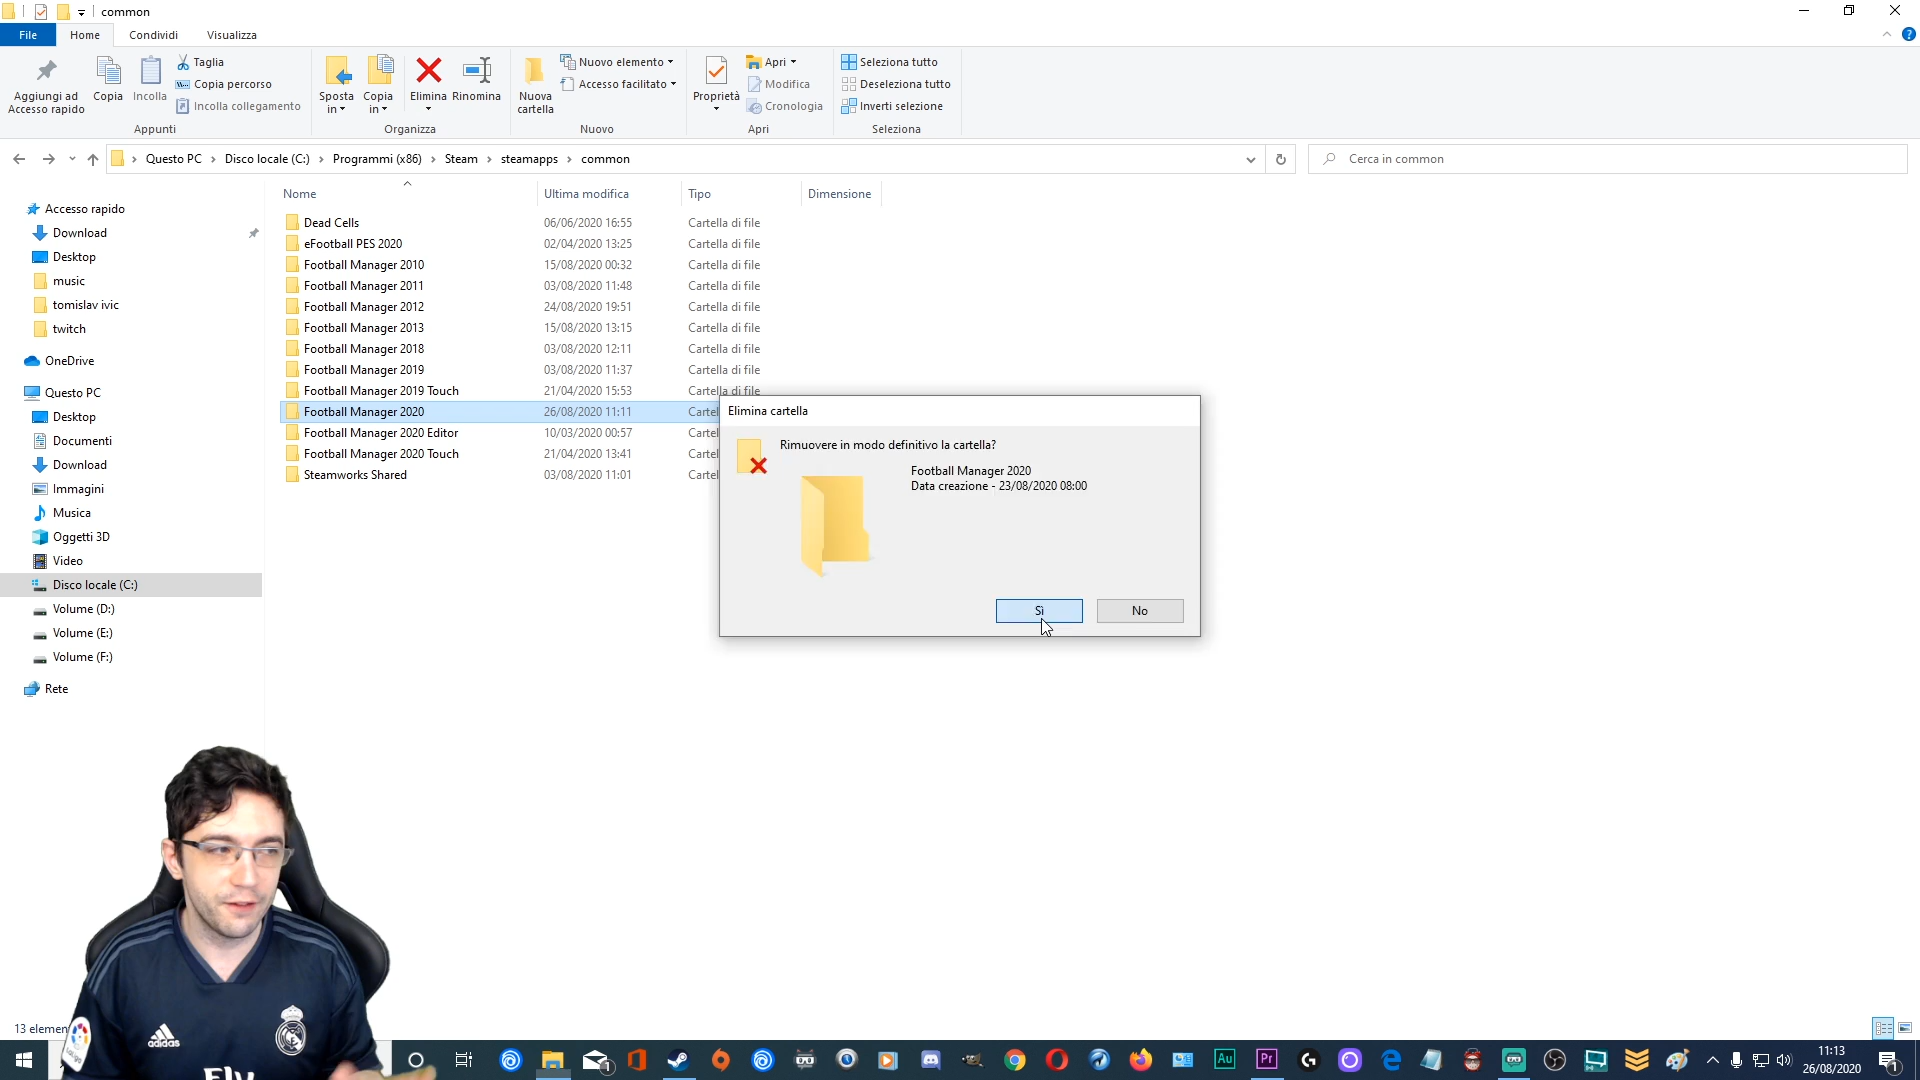 common
File
Home
Condividi
Visualizza
Aggiungi ad
Accesso rapido
Copia
Incolla
Taglia
Copia percorso
Incolla collegamento
Appunti
Sposta
in
Copia
in
Elimina
Rinomina
Organizza
Nuova
cartella
Nuovo elemento
Accesso facilitato
Nuovo
Proprietà
Apri
Modifica
Cronologia
Apri
Seleziona tutto
Deseleziona tutto
Inverti selezione
Seleziona
Questo PC > Disco locale (C:) > Programmi (x86) > Steam > steamapps > common
Cerca in common
Nome Ultima modifica Tipo Dimensione
Dead Cells 06/06/2020 16:55 Cartella di file
eFootball PES 2020 02/04/2020 13:25 Cartella di file
Football Manager 2010 15/08/2020 00:32 Cartella di file
Football Manager 2011 03/08/2020 11:48 Cartella di file
Football Manager 2012 24/08/2020 19:51 Cartella di file
Football Manager 2013 15/08/2020 13:15 Cartella di file
Football Manager 2018 03/08/2020 12:11 Cartella di file
Football Manager 2019 03/08/2020 11:37 Cartella di file
Football Manager 2019 Touch 21/04/2020 15:53 Cartella di file
Football Manager 2020 26/08/2020 11:11 Cartel
Football Manager 2020 Editor 10/03/2020 00:57 Cartel
Football Manager 2020 Touch 21/04/2020 13:41 Cartel
Steamworks Shared 03/08/2020 11:01 Cartel
Accesso rapido
Download
Desktop
music
tomislav ivic
twitch
OneDrive
Questo PC
Desktop
Documenti
Download
Immagini
Musica
Oggetti 3D
Video
Disco locale (C:)
Volume (D:)
Volume (E:)
Volume (F:)
Rete
Elimina cartella
Rimuovere in modo definitivo la cartella?
Football Manager 2020
Data creazione - 23/08/2020 08:00
Sì
No
13 elemen
adidas
Fly
Au
Pr
11:13
26/08/2020
1
1